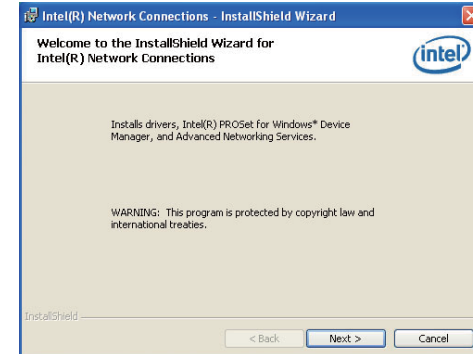 Intel(R) Network Connections - InstallShield Wizard
Welcome to the InstallShield Wizard for
Intel(R) Network Connections
intel
Installs drivers, Intel(R) PROSet for Windows* Device
Manager, and Advanced Networking Services.
WARNING: This program is protected by copyright law and
international treaties.
InstallShield
< Back Next > Cancel